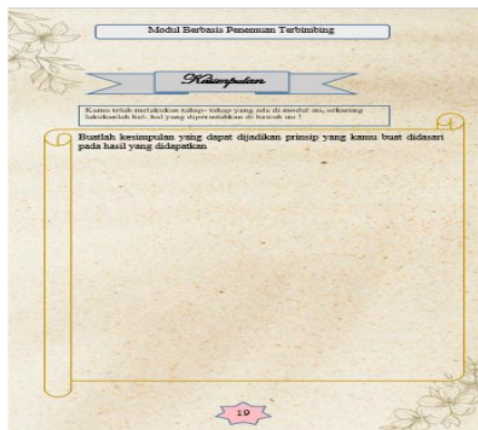 Modul Berbasis Penemuan Terbimbing
Kesimpulan
Kamu telah melakukan tahap- tahap yang ada di modul ini, sekarang
lakukanlah hal- hal yang diperintahkan di bawah ini !
Buatlah kesimpulan yang dapat dijadikan prinsip yang kamu buat didasari
pada hasil yang didapatkan
19